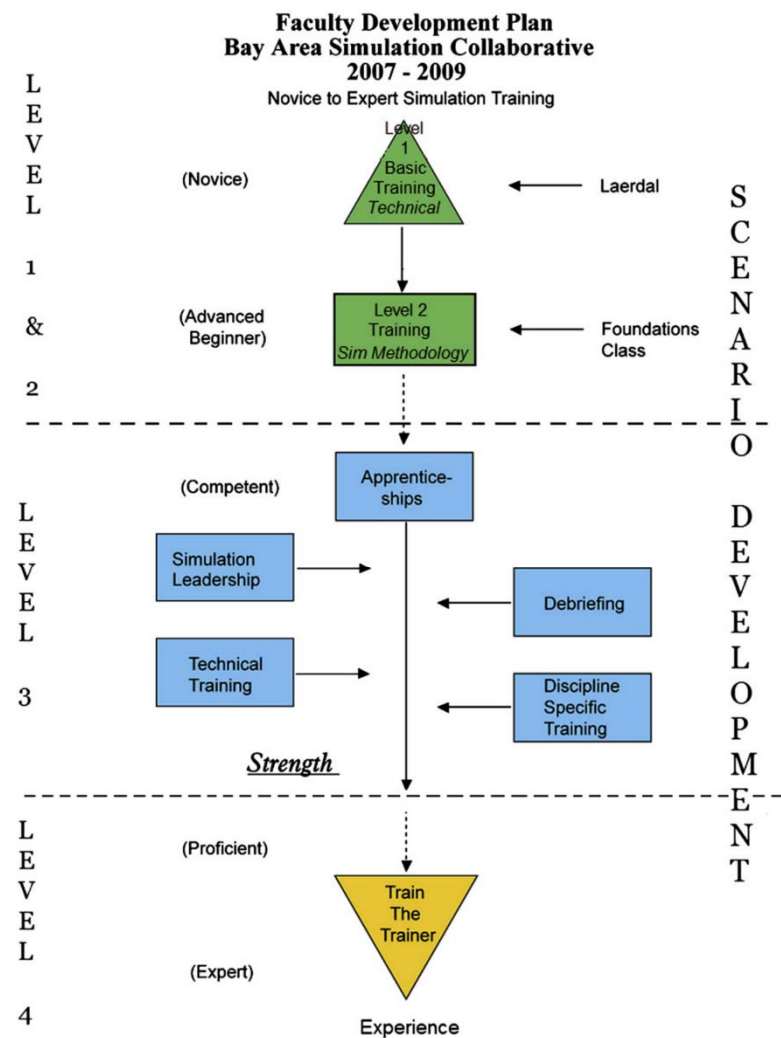 Faculty Development Plan
Bay Area Simulation Collaborative
2007 - 2009
Novice to Expert Simulation Training
LEVEL 1 & 2
(Novice)
Level
1
Basic
Training
Technical
Laerdal
(Advanced
Beginner)
Level 2
Training
Sim Methodology
Foundations
Class
SCENARIO DEVELOPMENT
LEVEL 3
(Competent)
Apprentice-
ships
Simulation
Leadership
Debriefing
Technical
Training
Discipline
Specific
Training
Strength
LEVEL 4
(Proficient)
Train
The
Trainer
(Expert)
Experience